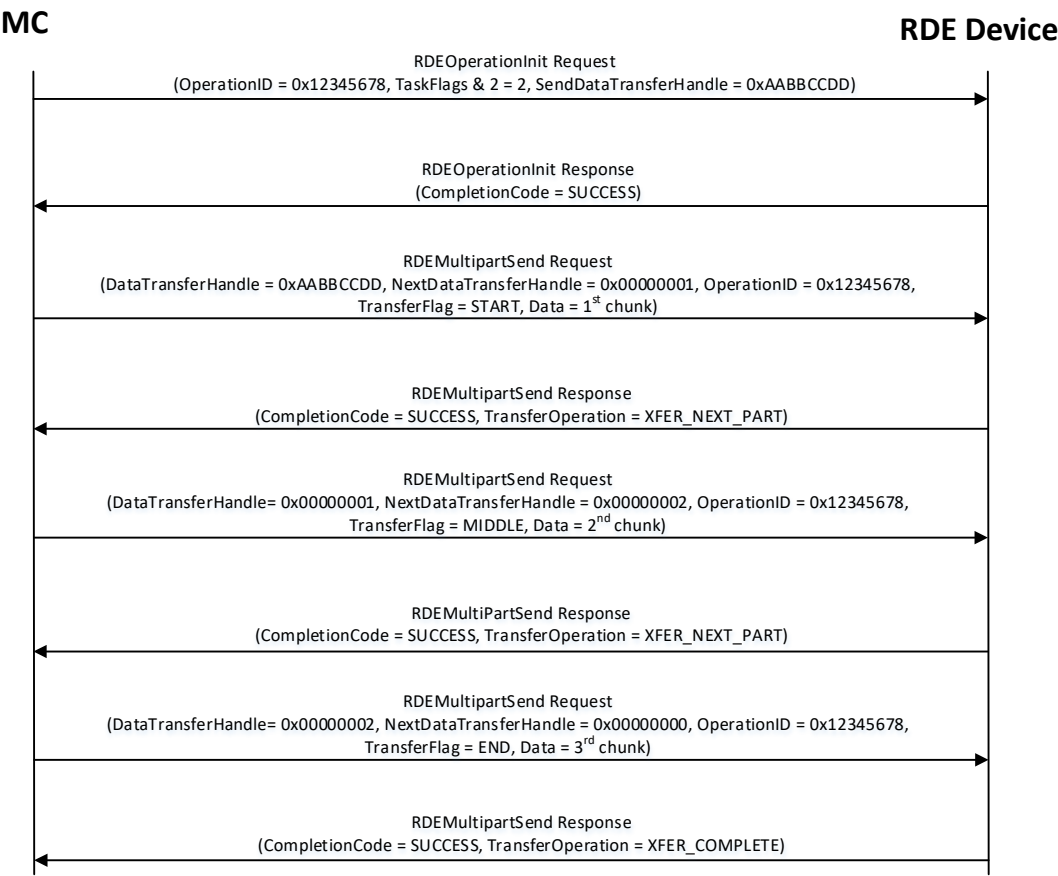 MC
RDE Device
RDEOperationInit Request
(OperationID = 0x12345678, TaskFlags & 2 = 2, SendDataTransferHandle = 0xAABBCCDD)
RDEOperationInit Response
(CompletionCode = SUCCESS)
RDEMultipartSend Request
(DataTransferHandle = 0xAABBCCDD, NextDataTransferHandle = 0x00000001, OperationID = 0x12345678,
TransferFlag = START, Data = 1st chunk)
RDEMultipartSend Response
(CompletionCode = SUCCESS, TransferOperation = XFER_NEXT_PART)
RDEMultipartSend Request
(DataTransferHandle= 0x00000001, NextDataTransferHandle = 0x00000002, OperationID = 0x12345678,
TransferFlag = MIDDLE, Data = 2nd chunk)
RDEMultiPartSend Response
(CompletionCode = SUCCESS, TransferOperation = XFER_NEXT_PART)
RDEMultipartSend Request
(DataTransferHandle= 0x00000002, NextDataTransferHandle = 0x00000000, OperationID = 0x12345678,
TransferFlag = END, Data = 3rd chunk)
RDEMultipartSend Response
(CompletionCode = SUCCESS, TransferOperation = XFER_COMPLETE)